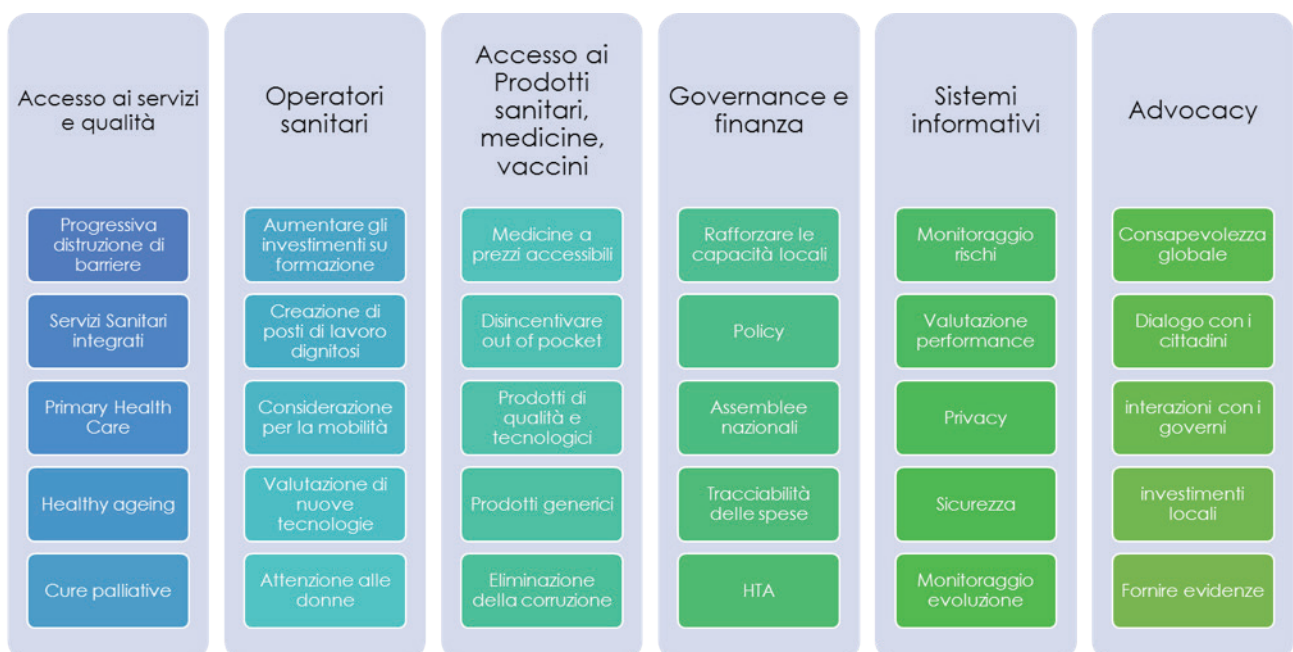 Accesso ai servizi
e qualità
Progressiva
distruzione di
barriere
Servizi Sanitari
integrati
Primary Health
Care
Healthy ageing
Cure palliative
Operatori
sanitari
Aumentare gli
investimenti su
formazione
Creazione di
posti di lavoro
dignitosi
Considerazione
per la mobilità
Valutazione di
nuove
tecnologie
Attenzione alle
donne
Accesso ai
Prodotti
sanitari,
medicine,
vaccini
Medicine a
prezzi accessibili
Disincentivare
out of pocket
Prodotti di
qualità e
tecnologici
Prodotti generici
Eliminazione
della corruzione
Governance e
finanza
Rafforzare le
capacità locali
Policy
Assemblee
nazionali
Tracciabilità
delle spese
HTA
Sistemi
informativi
Monitoraggio
rischi
Valutazione
performance
Privacy
Sicurezza
Monitoraggio
evoluzione
Advocacy
Consapevolezza
globale
Dialogo con i
cittadini
interazioni con i
governi
investimenti
locali
Fornire evidenze